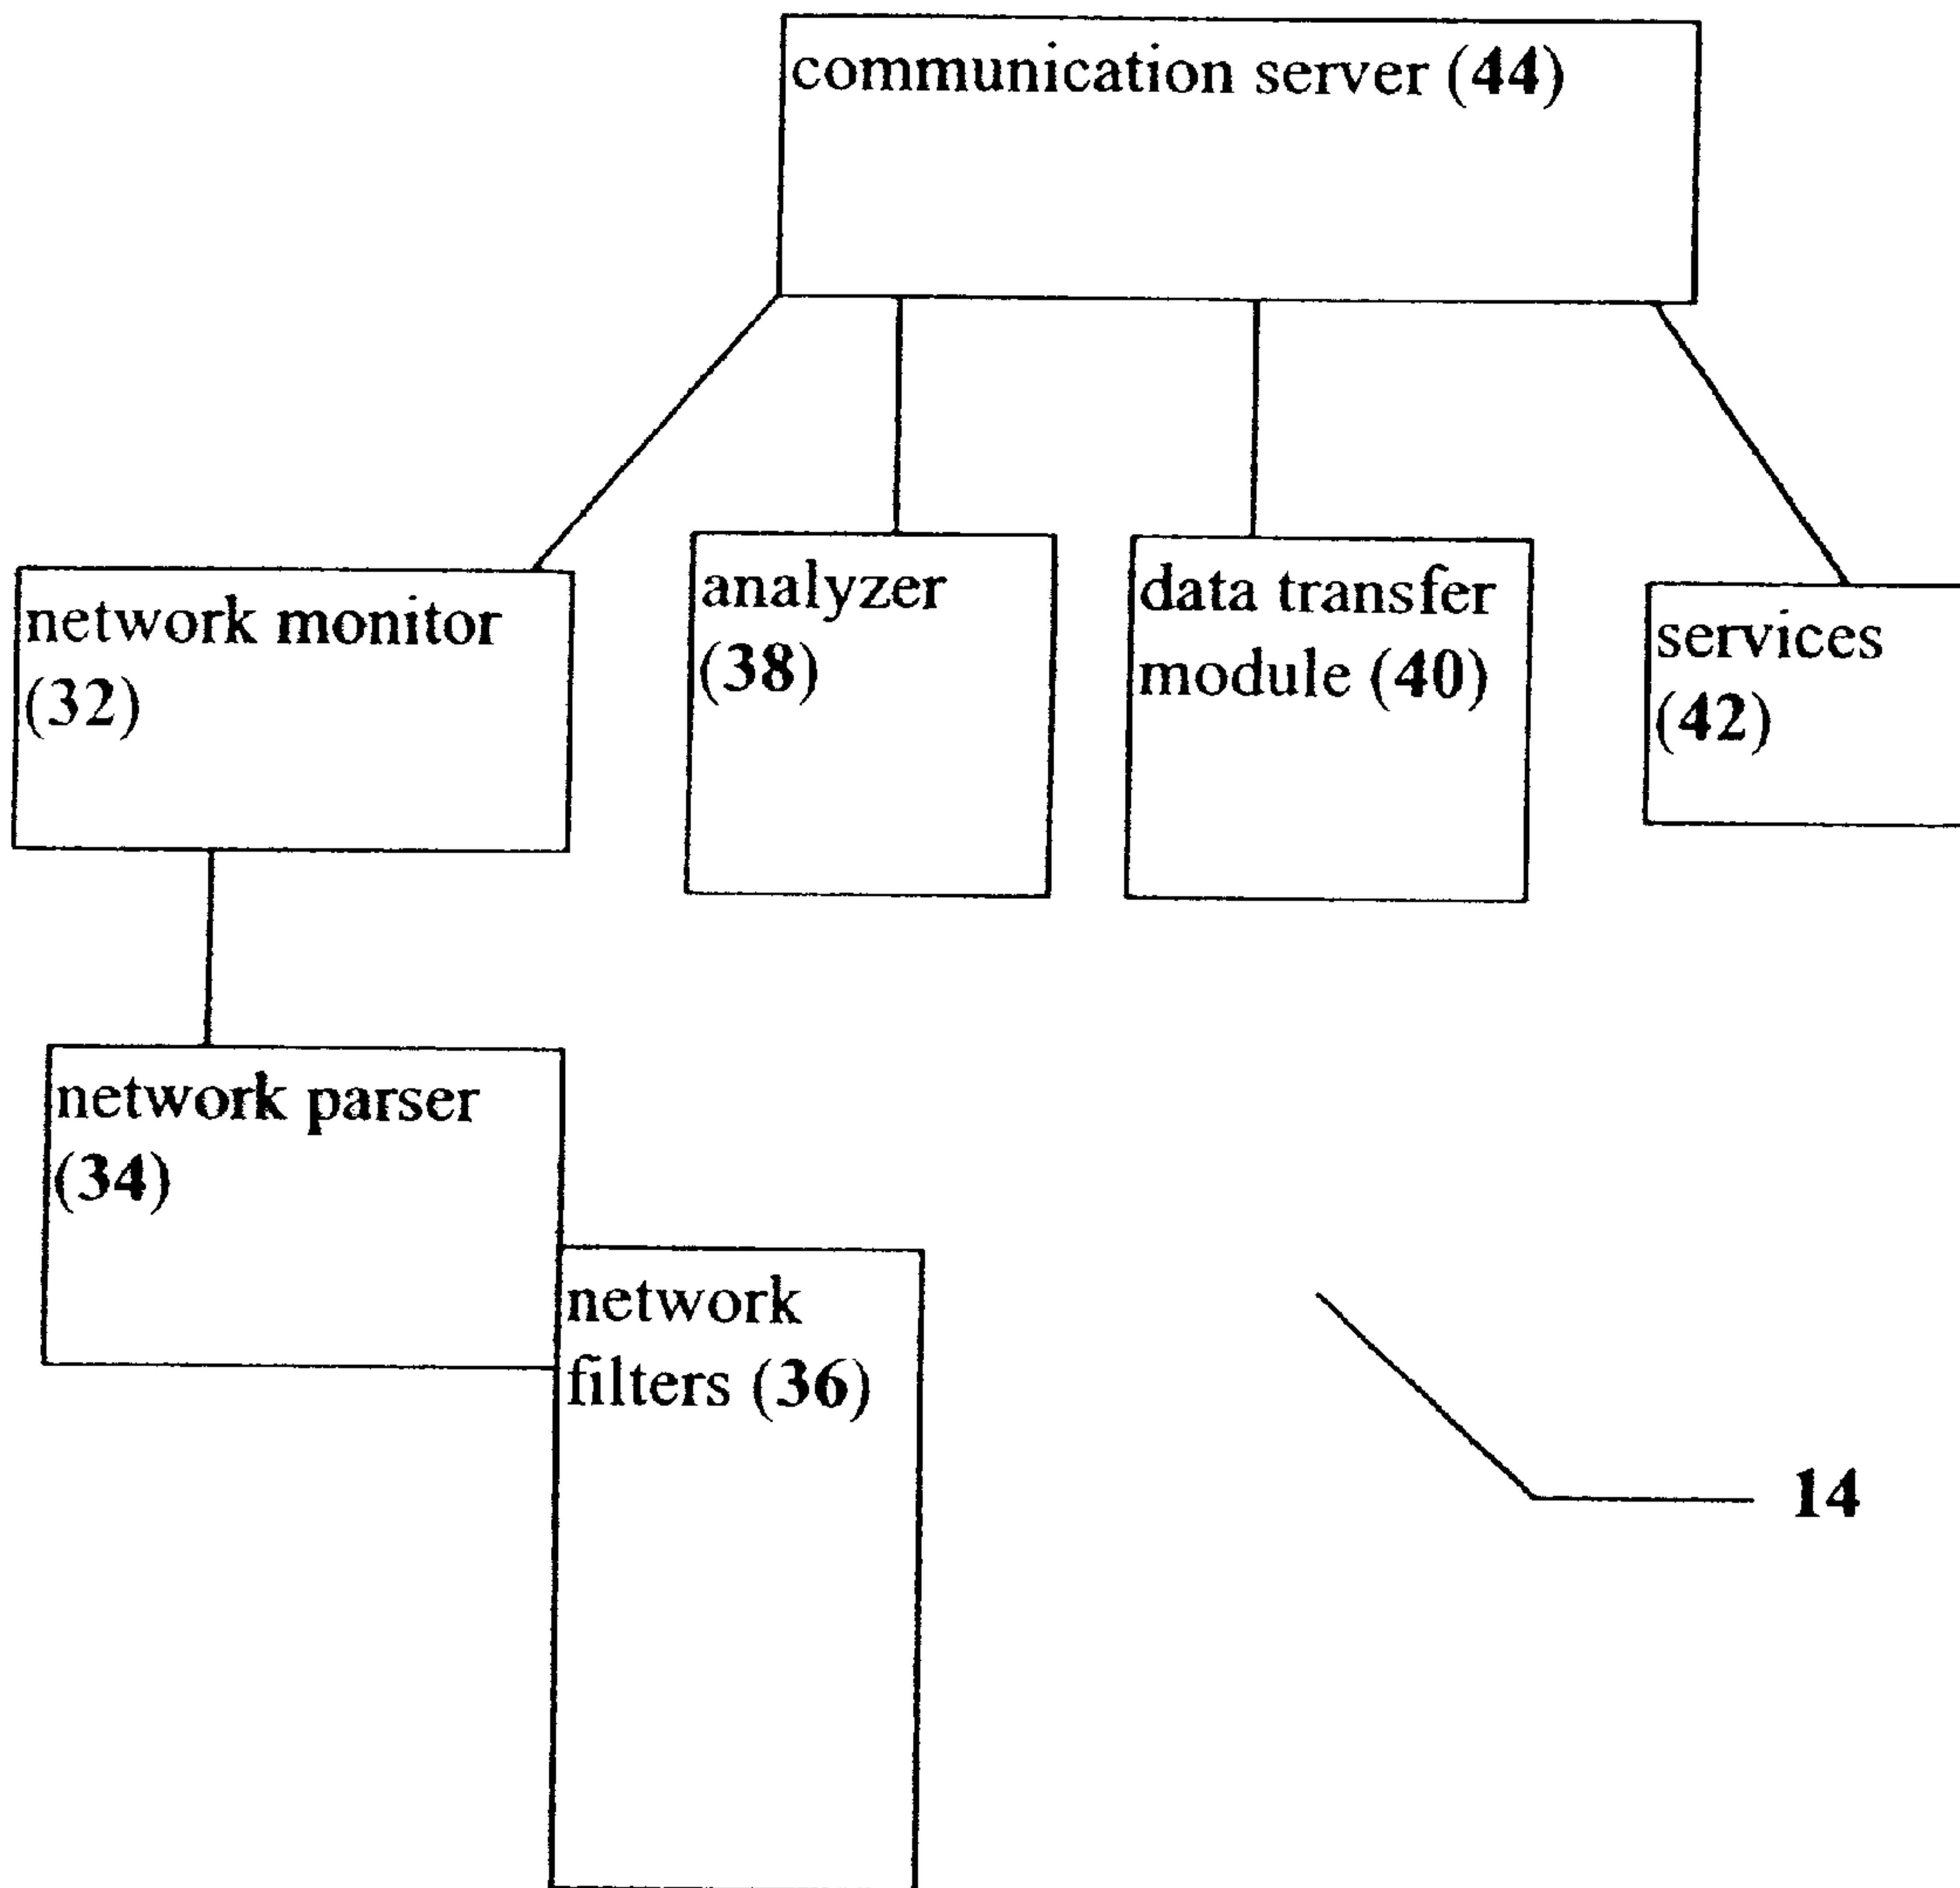 communication server (44)
network monitor
(32)
analyzer
(38)
data transfer
module (40)
services
(42)
network parser
(34)
network
filters (36)
14